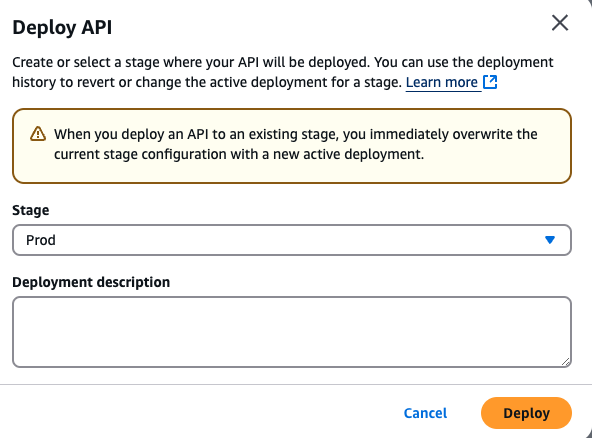 Deploy API
Create or select a stage where your API will be deployed. You can use the deployment
history to revert or change the active deployment for a stage. Learn more
When you deploy an API to an existing stage, you immediately overwrite the
current stage configuration with a new active deployment.
Stage
Prod
Deployment description
Cancel
Deploy